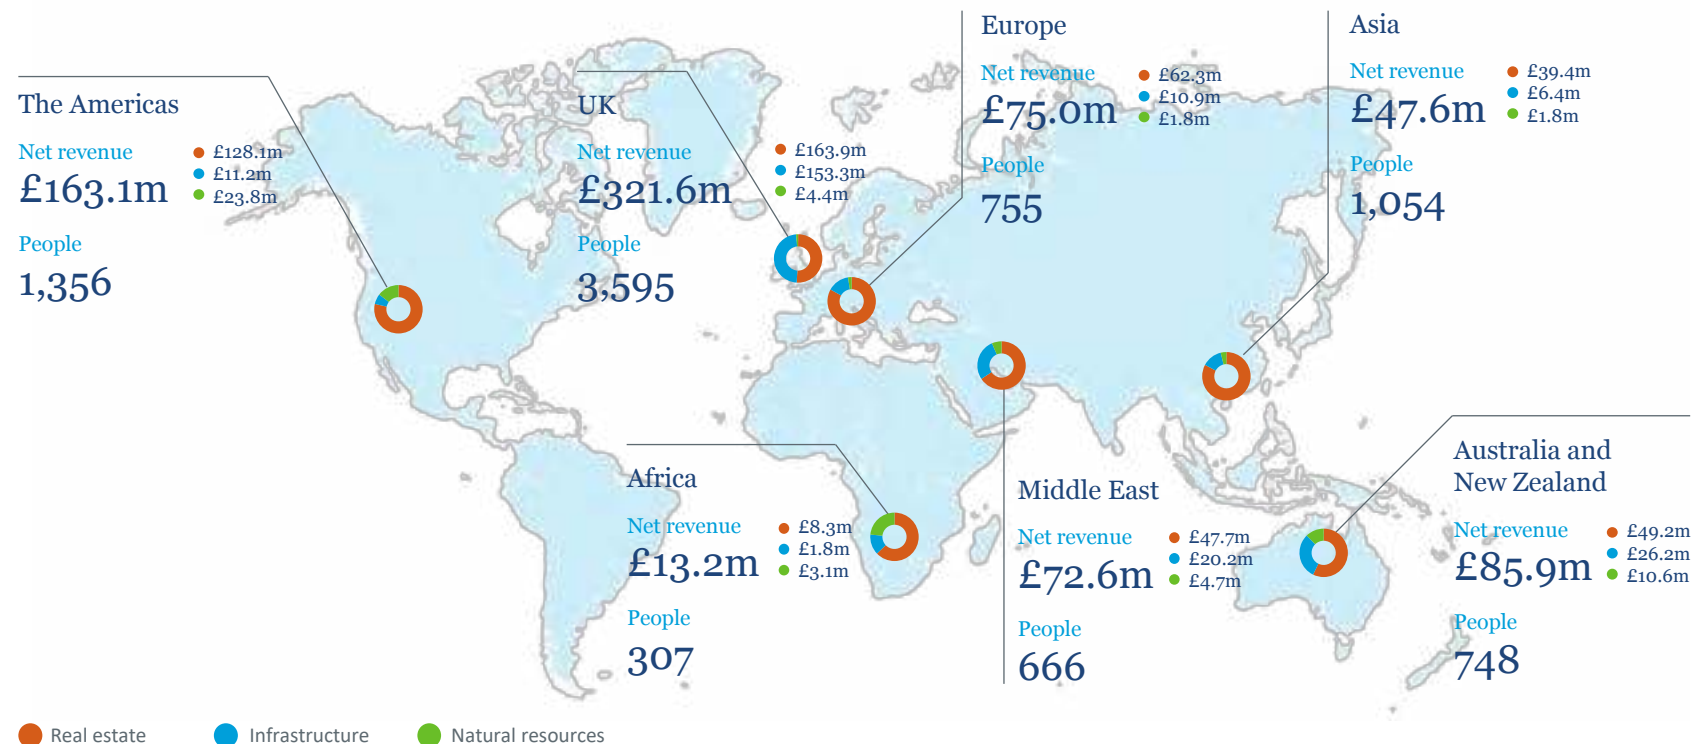 The Americas
Net revenue
£163.1m
£128.1m
£11.2m
£23.8m
People
1,356
UK
Net revenue
£321.6m
£163.9m
£153.3m
£4.4m
People
3,595
Europe
Net revenue
£75.0m
£62.3m
£10.9m
£1.8m
People
755
Asia
Net revenue
£47.6m
£39.4m
£6.4m
£1.8m
People
1,054
Africa
Net revenue
£13.2m
£8.3m
£1.8m
£3.1m
People
307
Middle East
Net revenue
£72.6m
£47.7m
£20.2m
£4.7m
People
666
Australia and
New Zealand
Net revenue
£85.9m
£49.2m
£26.2m
£10.6m
People
748
Real estate
Infrastructure
Natural resources